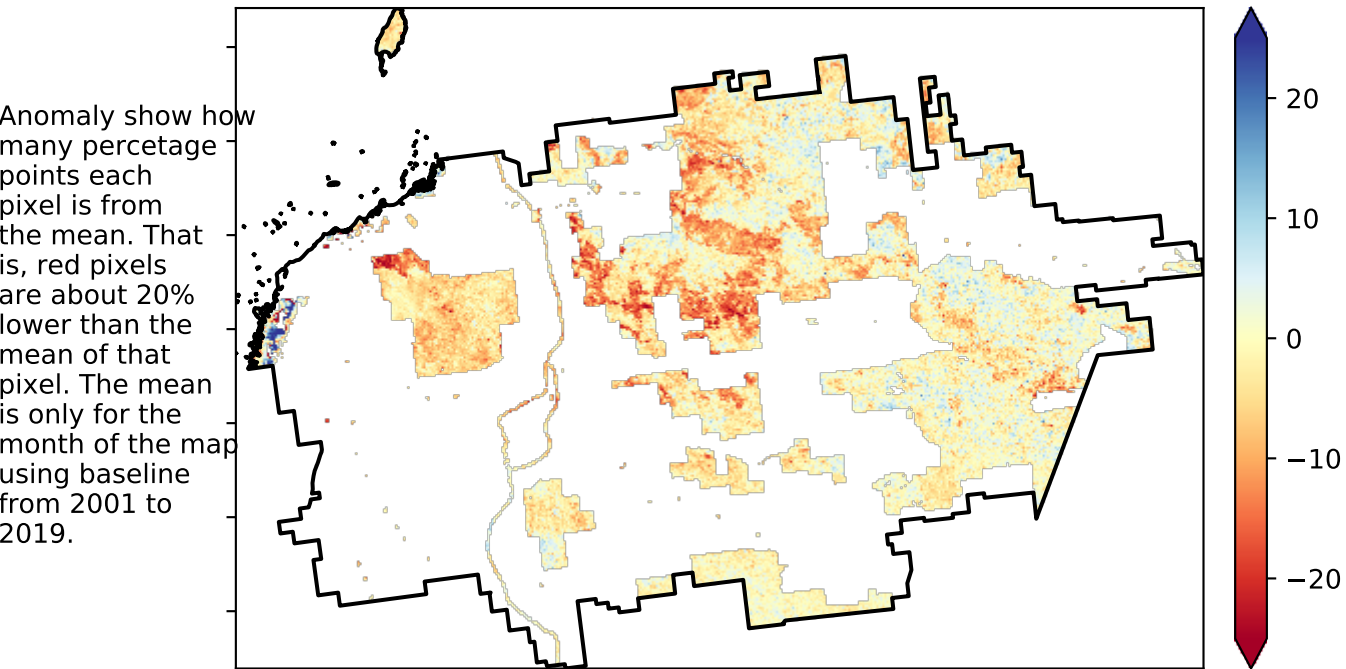 Anomaly show how
many percetage
points each
pixel is from
the mean. That
is, red pixels
are about 20%
lower than the
mean of that
pixel. The mean
is only for the
month of the map
using baseline
from 2001 to
2019.
20
10
0
−10
−20